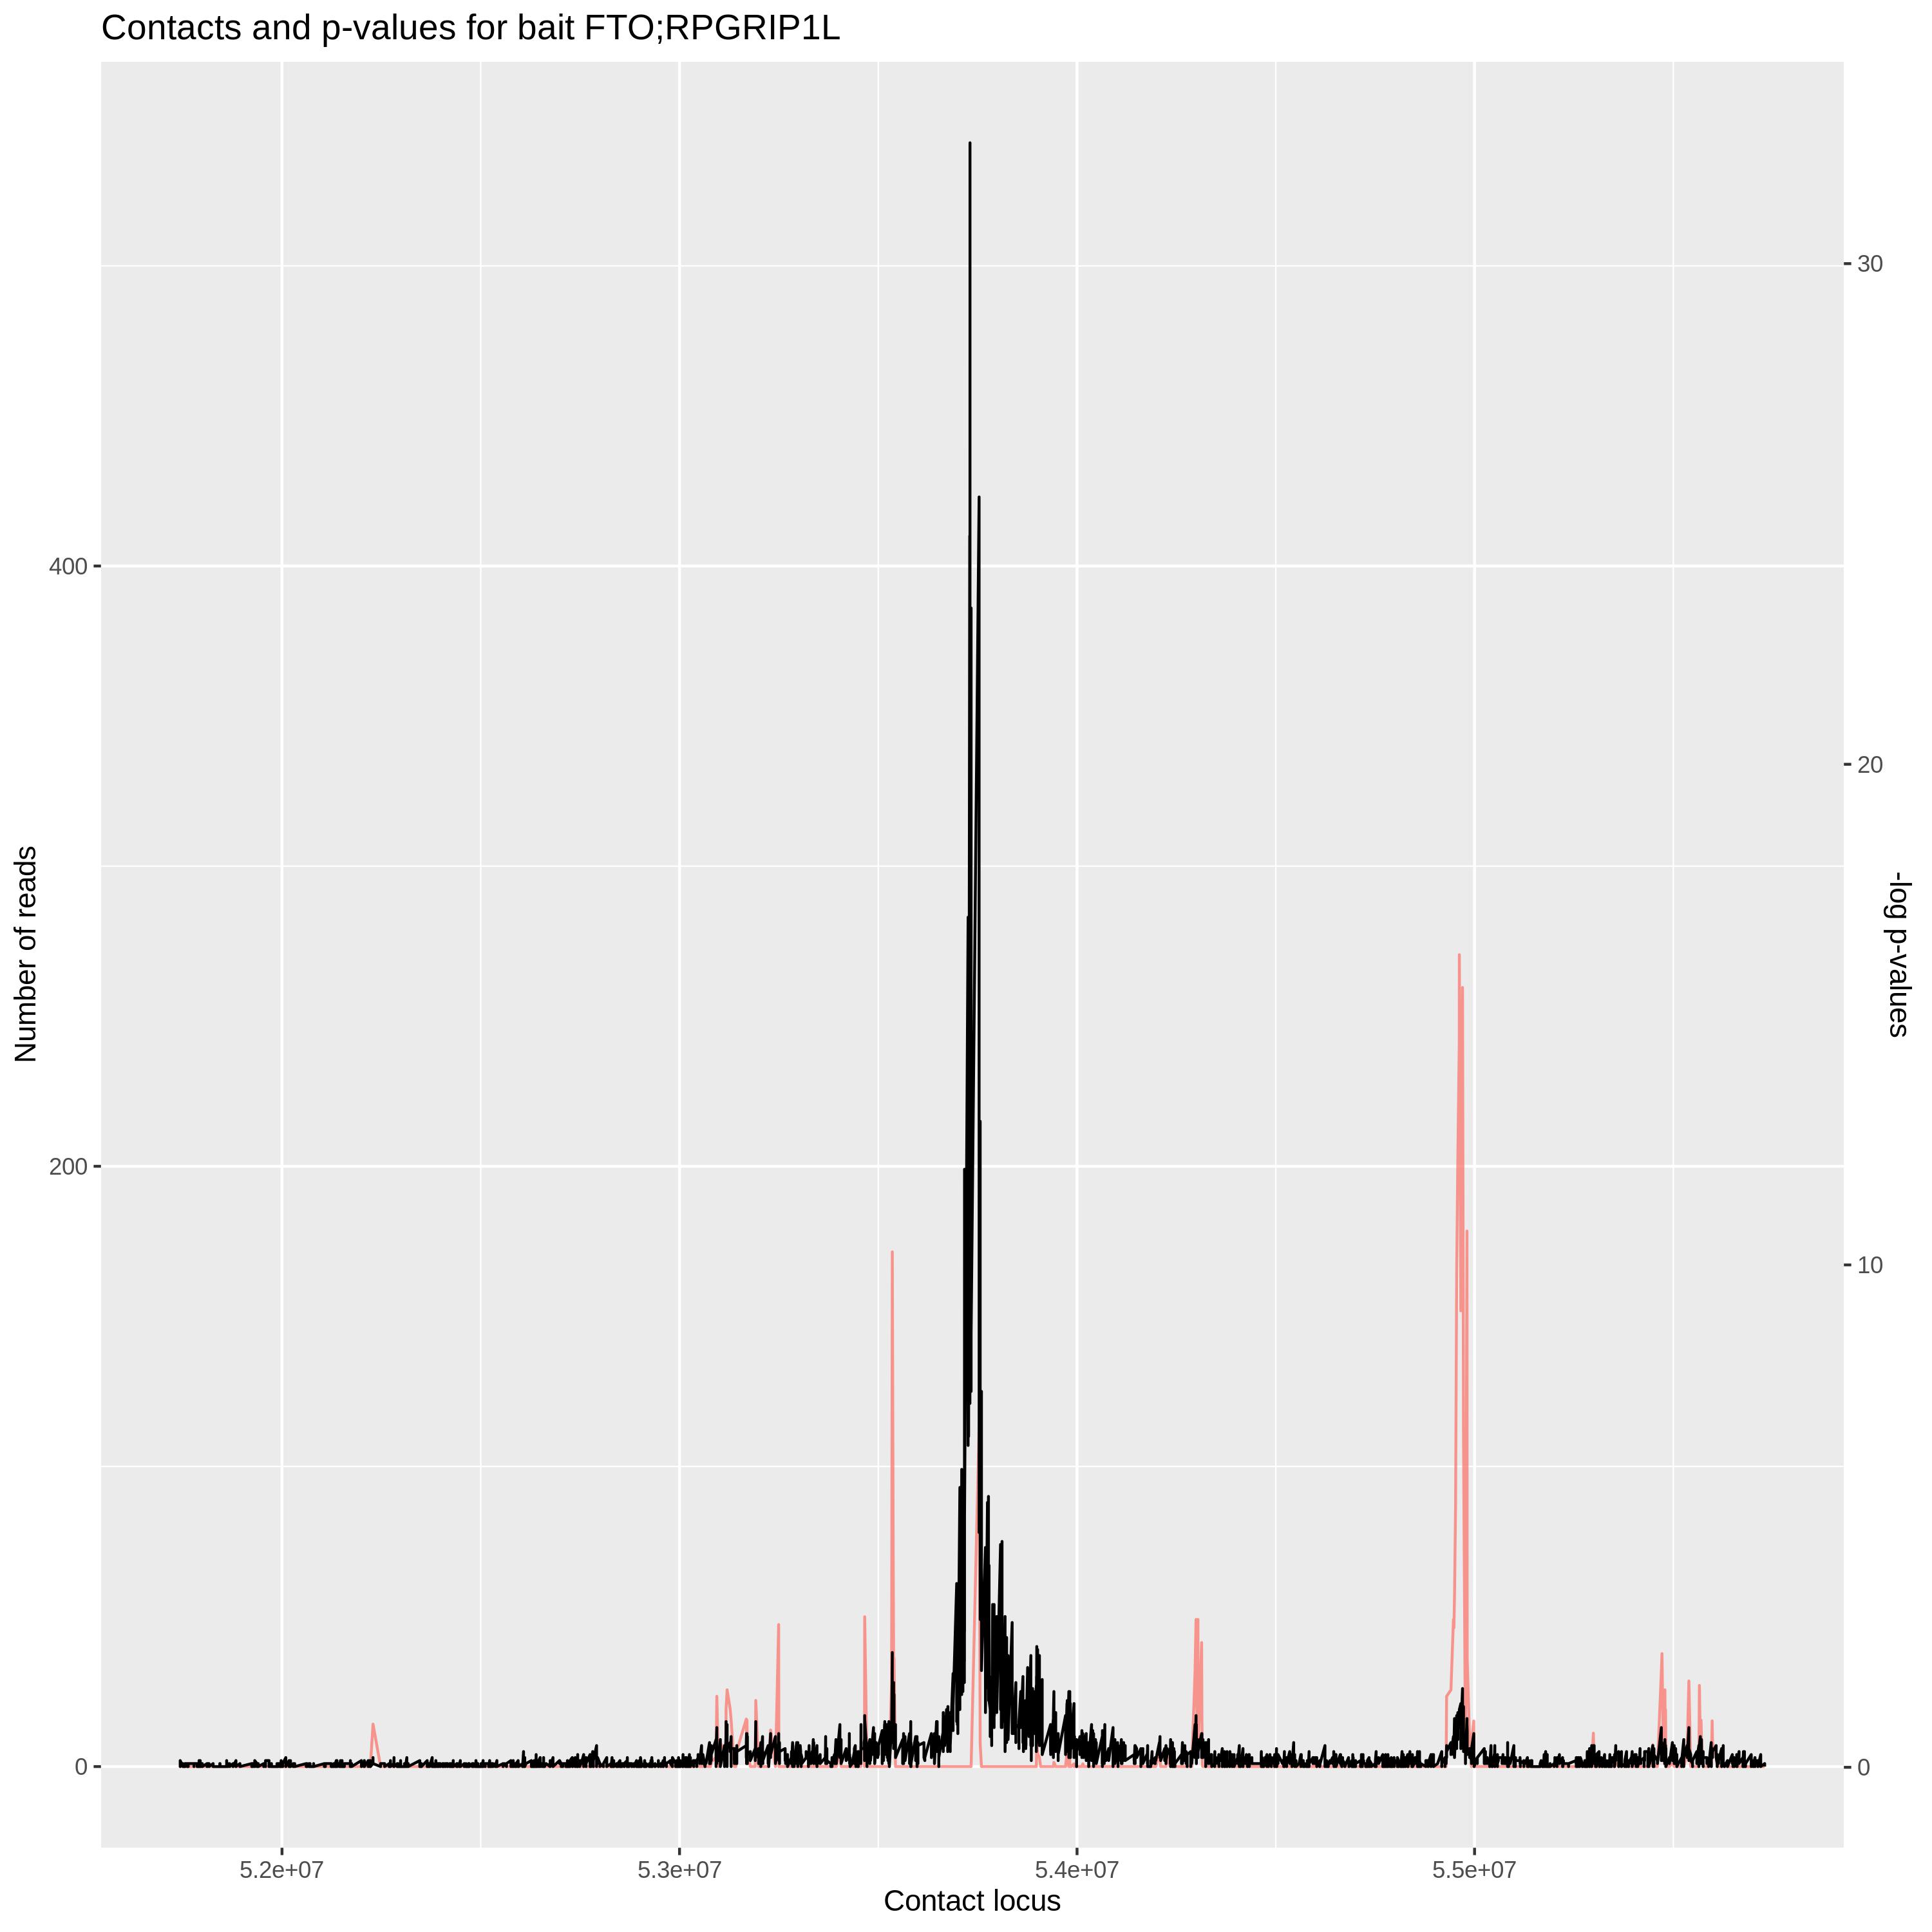 Contacts and p-values for bait FTO;RPGRIP1L
Number of reads
400
200
0
30
20
10
0
-log p-values
5.2e+07
5.3e+07
5.4e+07
5.5e+07
Contact locus